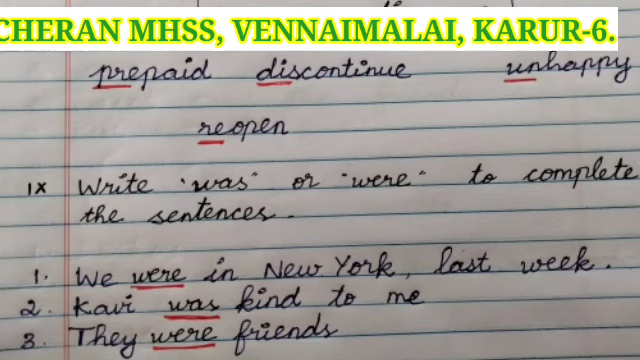 CHERAN MHSS, VENNAIMALAI, KARUR-6.
prepaid discontinue unhappy
reopen
IX Write "was" or "were" to complete
the sentences.
1. We were in New York, last week.
2. Kavi was kind to me
3. They were friends